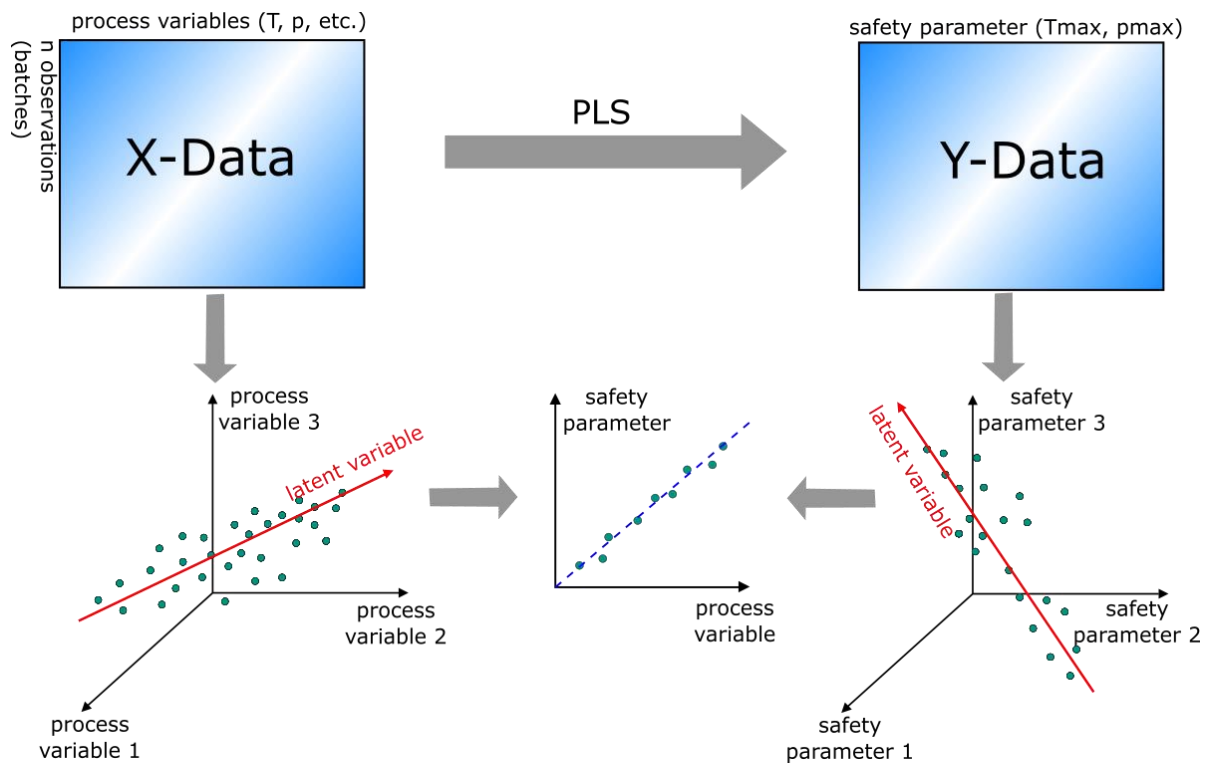 process variables (T, p, etc.)
n observations
(batches)
X-Data
PLS
safety parameter (Tmax, pmax)
Y-Data
process
variable 3
latent variable
process
variable 2
process
variable 1
safety
parameter
process
variable
safety
parameter 3
latent variable
safety
parameter 2
safety
parameter 1